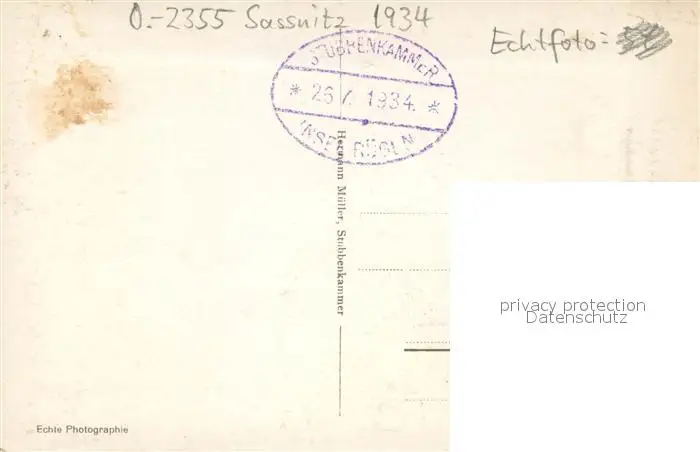 O.-2355 Sassnitz 1934
Echtfoto =
STUBBENKAMMER
* 26.7.1934. *
INSEL RÜGEN
Hermann Müller, Stubbenkammer
privacy protection
Datenschutz
Echte Photographie